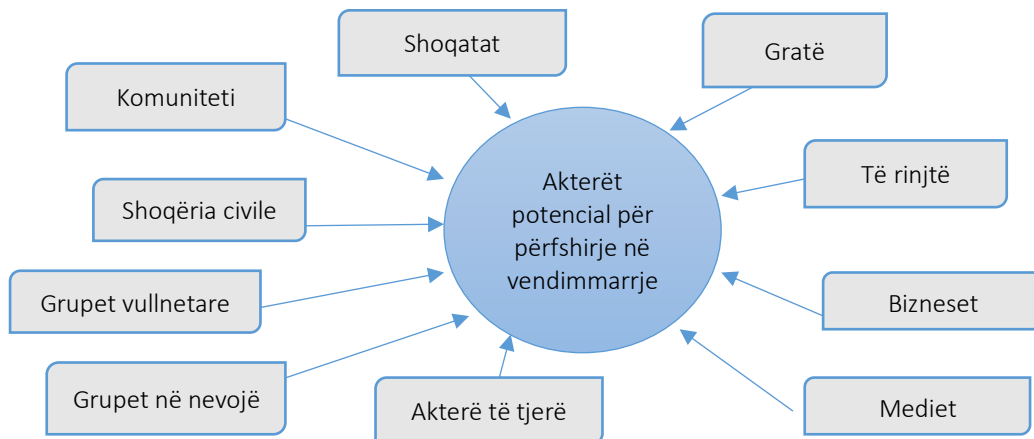 Shoqatat
Gratë
Komuniteti
Të rinjtë
Akterët
potencial për
përfshirje në
vendimmarrje
Shoqëria civile
Grupet vullnetare
Bizneset
Grupet në nevojë
Akterë të tjerë
Mediet